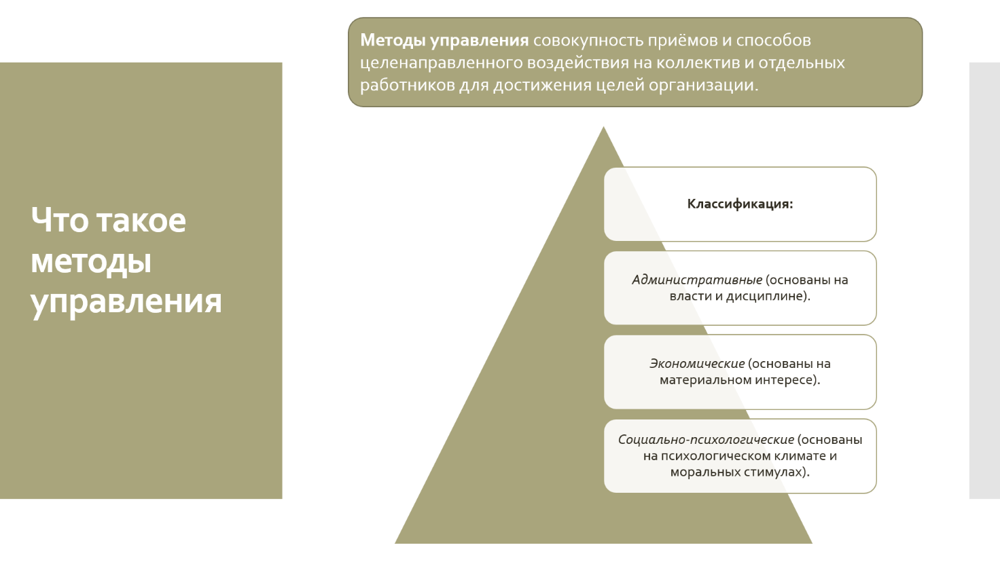 Что такое
методы
управления
Методы управления совокупность приёмов и способов
целенаправленного воздействия на коллектив и отдельных
работников для достижения целей организации.
Классификация:
Административные (основаны на
власти и дисциплине).
Экономические (основаны на
материальном интересе).
Социально-психологические (основаны
на психологическом климате и
моральных стимулах).